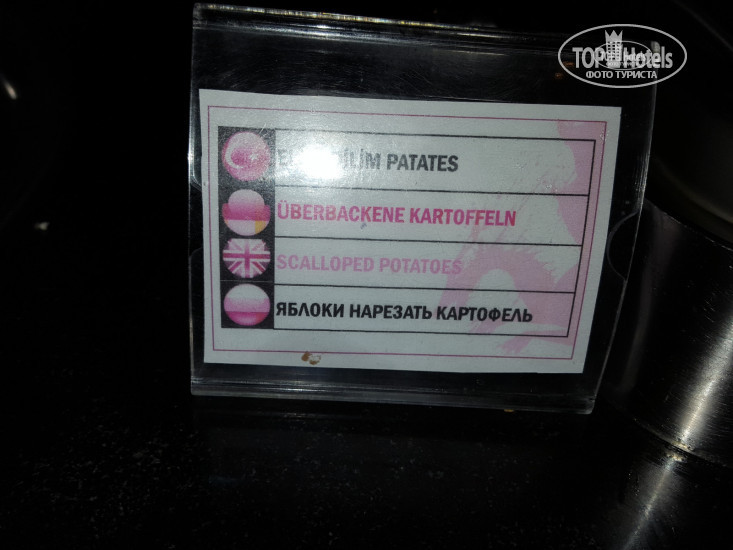 TOP Hotels
ФОТО ТУРИСТА
PATATES
ÜBERBACKENE KARTOFFELN
SCALLOPED POTATOES
ЯБЛОКИ НАРЕЗАТЬ КАРТОФЕЛЬ